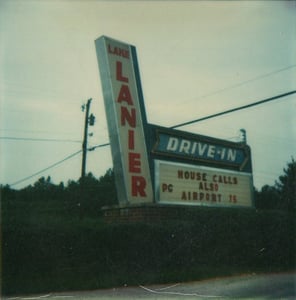 LAKE
LANIER
DRIVE-IN
HOUSE CALLS
PG ALSO
AIRPORT 75